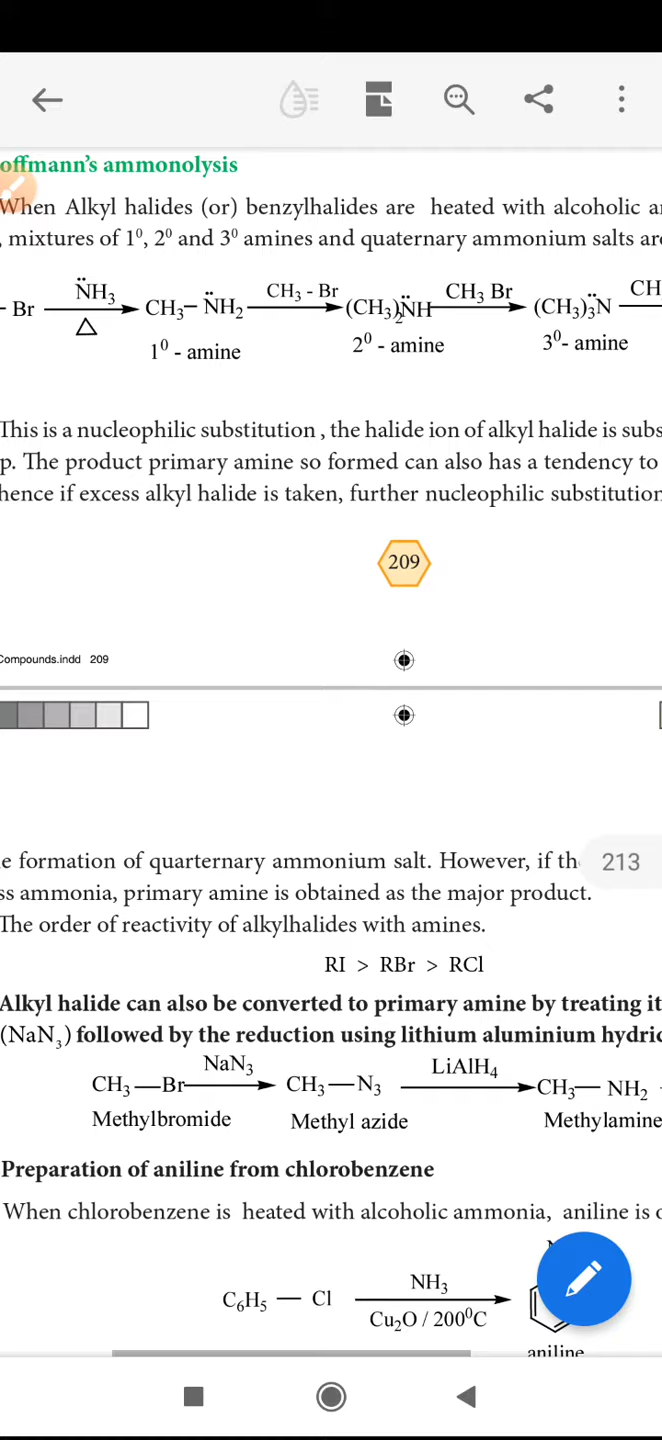 offmann's ammonolysis
When Alkyl halides (or) benzylhalides are heated with alcoholic
, mixtures of 1⁰, 2⁰ and 3⁰ amines and quaternary ammonium salts
- Br N̈H₃ △ CH₃ – N̈H₂ CH₃ - Br (CH₃)₂N̈H CH₃ Br (CH₃)₃N̈ CH
1⁰ - amine 2⁰ - amine 3⁰- amine
This is a nucleophilic substitution , the halide ion of alkyl halide is
p. The product primary amine so formed can also has a tendency to
hence if excess alkyl halide is taken, further nucleophilic substitution
209
Compounds.indd 209
e formation of quarternary ammonium salt. However, if 213
ss ammonia, primary amine is obtained as the major product.
The order of reactivity of alkylhalides with amines.
RI > RBr > RCl
Alkyl halide can also be converted to primary amine by treating it
(NaN₃) followed by the reduction using lithium aluminium
CH₃ — Br NaN₃ CH₃ — N₃ LiAlH₄ CH₃ — NH₂
Methylbromide Methyl azide Methylamine
Preparation of aniline from chlorobenzene
When chlorobenzene is heated with alcoholic ammonia, aniline is
C₆H₅ — Cl NH₃ Cu₂O / 200⁰C
aniline